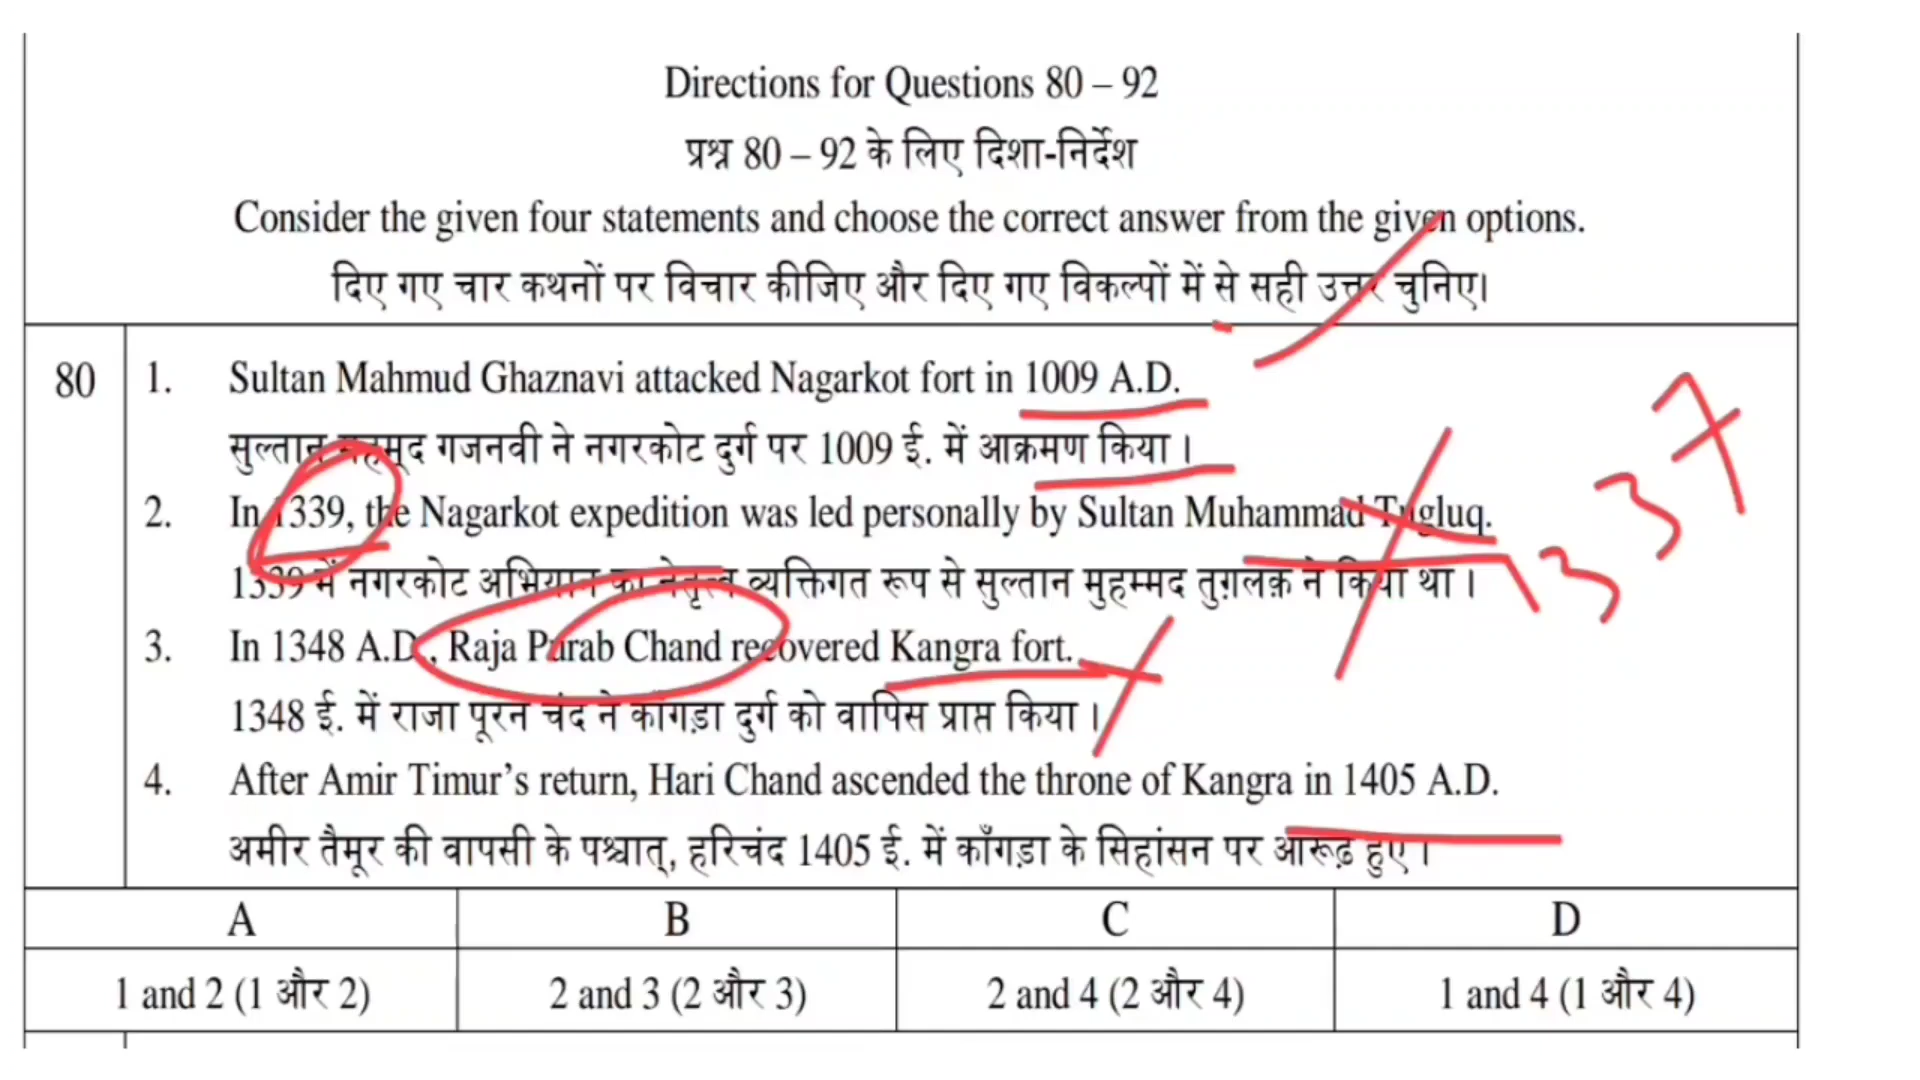 Directions for Questions 80 – 92
प्रश्न 80 – 92 के लिए दिशा-निर्देश
Consider the given four statements and choose the correct answer from the given options.
दिए गए चार कथनों पर विचार कीजिए और दिए गए विकल्पों में से सही उत्तर चुनिए।
80 1. Sultan Mahmud Ghaznavi attacked Nagarkot fort in 1009 A.D.
सुल्तान महमूद गजनवी ने नगरकोट दुर्ग पर 1009 ई. में आक्रमण किया ।
2. In 1339, the Nagarkot expedition was led personally by Sultan Muhammad Tugluq.
1339 में नगरकोट अभियान का नेतृत्व व्यक्तिगत रूप से सुल्तान मुहम्मद तुग़लक़ ने किया था ।
1337
3. In 1348 A.D., Raja Purab Chand recovered Kangra fort.
1348 ई. में राजा पूरन चंद ने काँगड़ा दुर्ग को वापिस प्राप्त किया ।
4. After Amir Timur’s return, Hari Chand ascended the throne of Kangra in 1405 A.D.
अमीर तैमूर की वापसी के पश्चात्, हरिचंद 1405 ई. में काँगड़ा के सिहांसन पर आरूढ़ हुए ।
A B C D
1 and 2 (1 और 2) 2 and 3 (2 और 3) 2 and 4 (2 और 4) 1 and 4 (1 और 4)